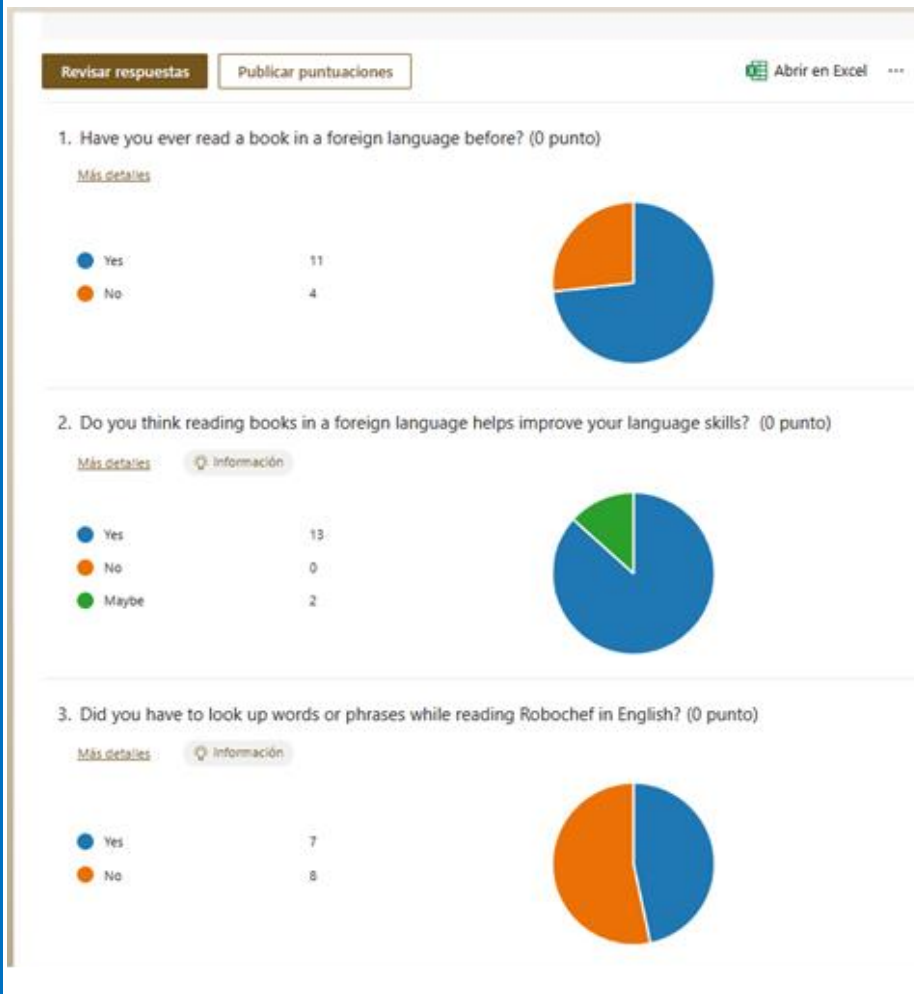 Revisar respuestas Publicar puntuaciones Abrir en Excel ...
1. Have you ever read a book in a foreign language before? (0 punto)
Más detalles
Yes 11
No 4
2. Do you think reading books in a foreign language helps improve your language skills? (0 punto)
Más detalles Información
Yes 13
No 0
Maybe 2
3. Did you have to look up words or phrases while reading Robochef in English? (0 punto)
Más detalles Información
Yes 7
No 8